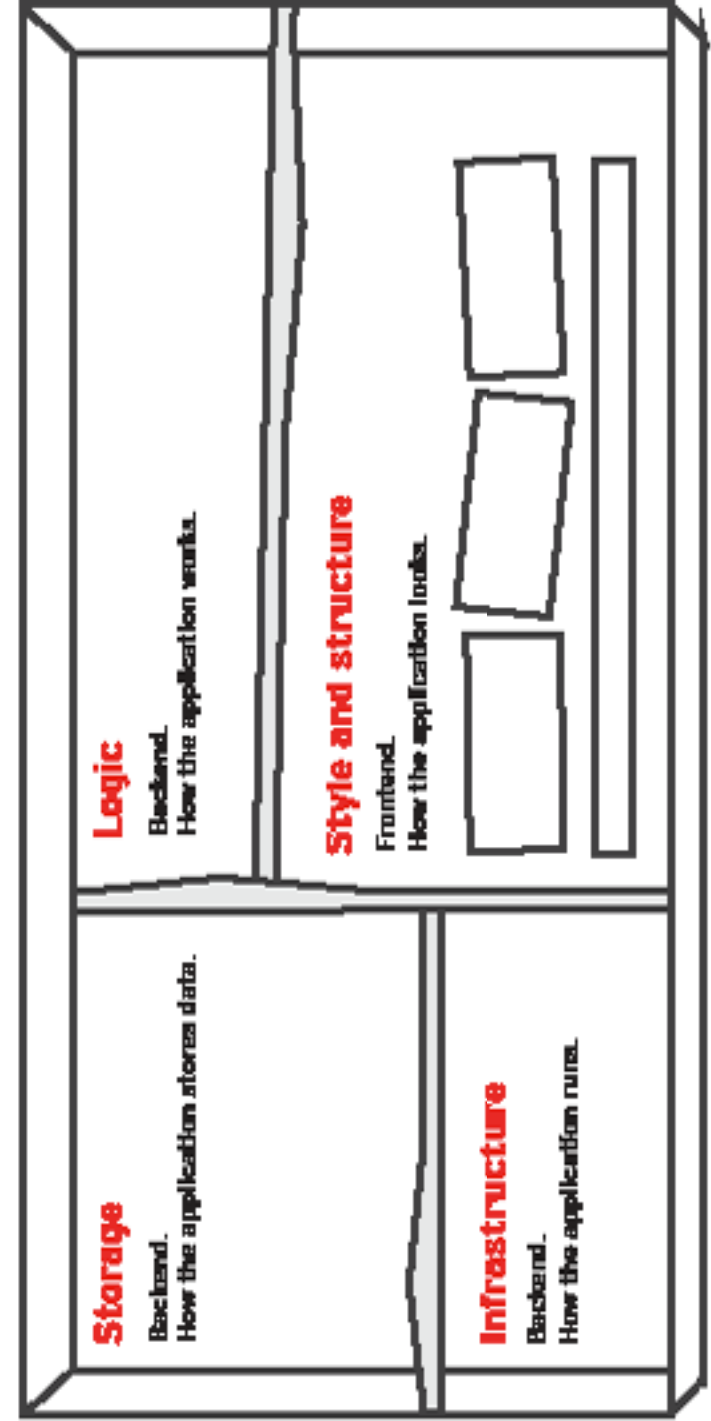 Storage
Backend.
How the application stores data.
Logic
Backend.
How the application works.
Style and structure
Frontend.
How the application looks.
Infrastructure
Backend.
How the application runs.